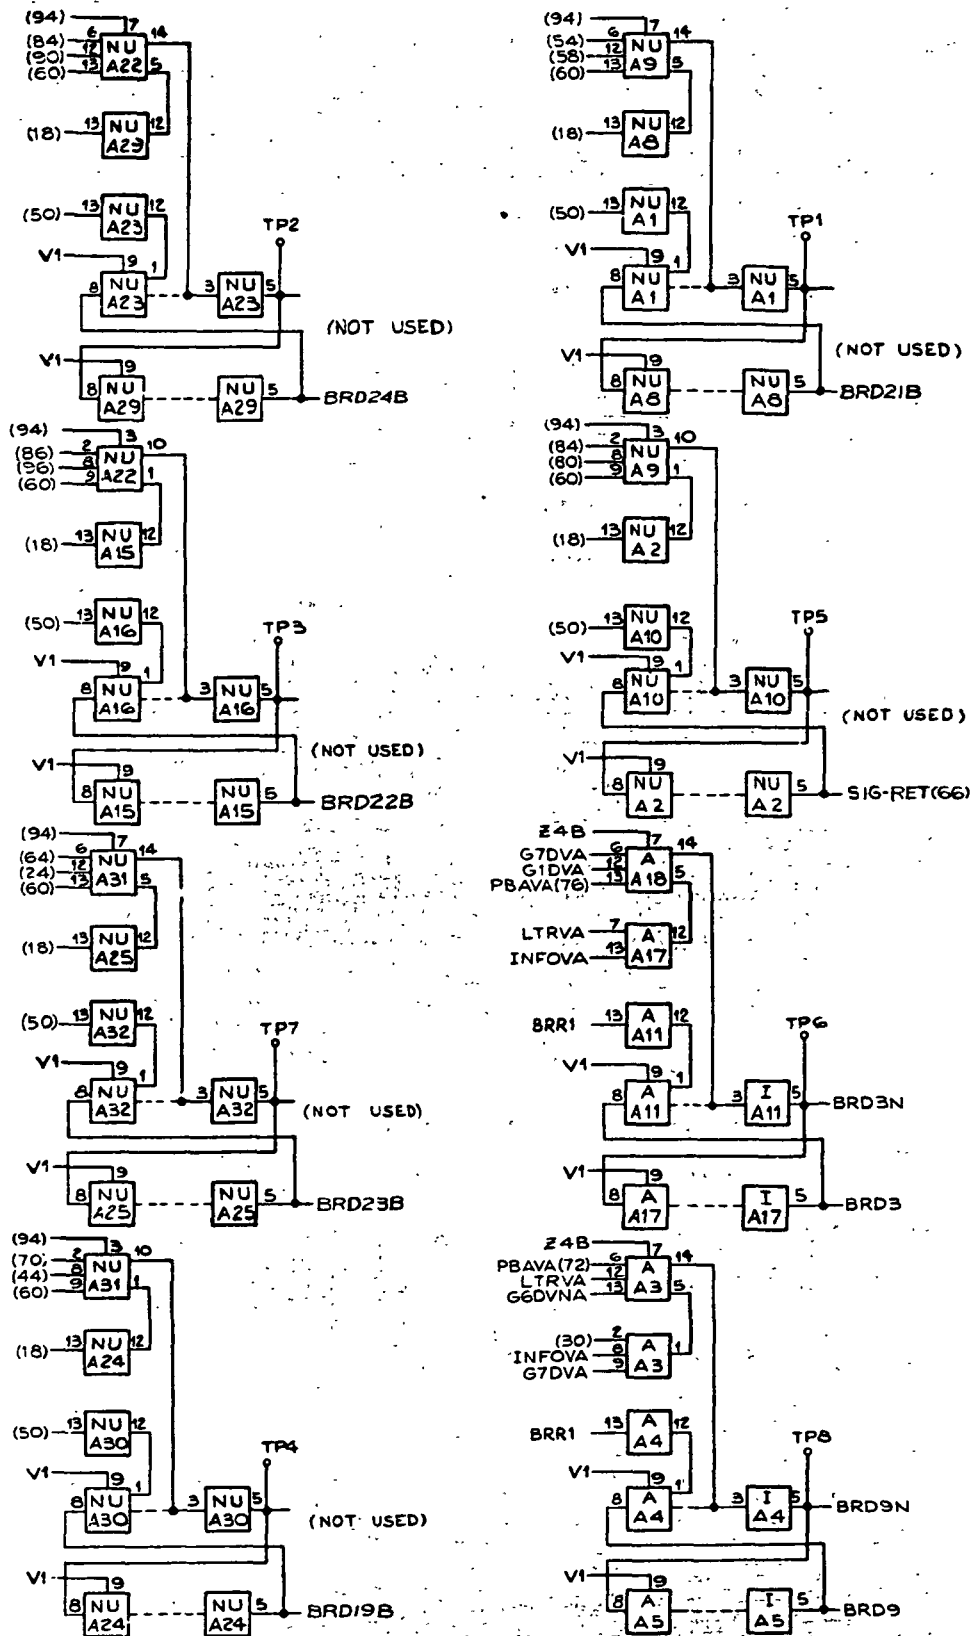 (94) 7
(84) 6 NU 14
(90) 12 A22 5
(60) 13
(18) 13 NU 12
A29
(50) 13 NU 12
A23
TP2
V1 9 1
8 NU 3 NU 5
A23 A23
(NOT USED)
V1 9
8 NU NU 5 BRD24B
A29 A29
(94) 3
(86) 2 NU 10
(96) 8 A22 1
(60) 9
(18) 13 NU 12
A15
(50) 13 NU 12
A16
TP3
V1 9 1
8 NU 3 NU 5
A16 A16
(NOT USED)
V1 9
8 NU NU 5 BRD22B
A15 A15
(94) 7
(64) 6 NU 14
(24) 12 A31 5
(60) 13
(18) 13 NU 12
A25
(50) 13 NU 12
A32
TP7
V1 9 1
8 NU 3 NU 5
A32 A32
(NOT USED)
V1 9
8 NU NU 5 BRD23B
A25 A25
(94) 3
(70) 2 NU 10
(44) 8 A31 1
(60) 9
(18) 13 NU 12
A24
(50) 13 NU 12
A30
TP4
V1 9 1
8 NU 3 NU 5
A30 A30
(NOT USED)
V1 9
8 NU NU 5 BRD19B
A24 A24
(94) 7
(54) 6 NU 14
(58) 12 A9 5
(60) 13
(18) 13 NU 12
A8
(50) 13 NU 12
A1
TP1
V1 9 1
8 NU 3 NU 5
A1 A1
(NOT USED)
V1 9
8 NU NU 5 BRD21B
A8 A8
(94) 3
(84) 2 NU 10
(80) 8 A9 1
(60) 9
(18) 13 NU 12
A2
(50) 13 NU 12
A10
TP5
V1 9 1
8 NU 3 NU 5
A10 A10
(NOT USED)
V1 9
8 NU NU 5 SIG-RET(66)
A2 A2
Z4B 7
G7DVA 6 A 14
G1DVA 12 A18 5
PBAVA(76) 13
LTRVA 7 A 12
INFOVA 13 A17
BRR1 13 A 12
A11
TP6
V1 9 1
8 A 3 I 5 BRD3N
A11 A11
V1 9
8 A I 5 BRD3
A17 A17
Z4B 7
PBAVA(72) 6 A 14
LTRVA 12 A3 5
G6DVNA 13
(30) 2 A
INFOVA 8 A3 1
G7DVA 9
BRR1 13 A 12
A4
TP8
V1 9 1
8 A 3 I 5 BRD9N
A4 A4
V1 9
8 A I 5 BRD9
A5 A5